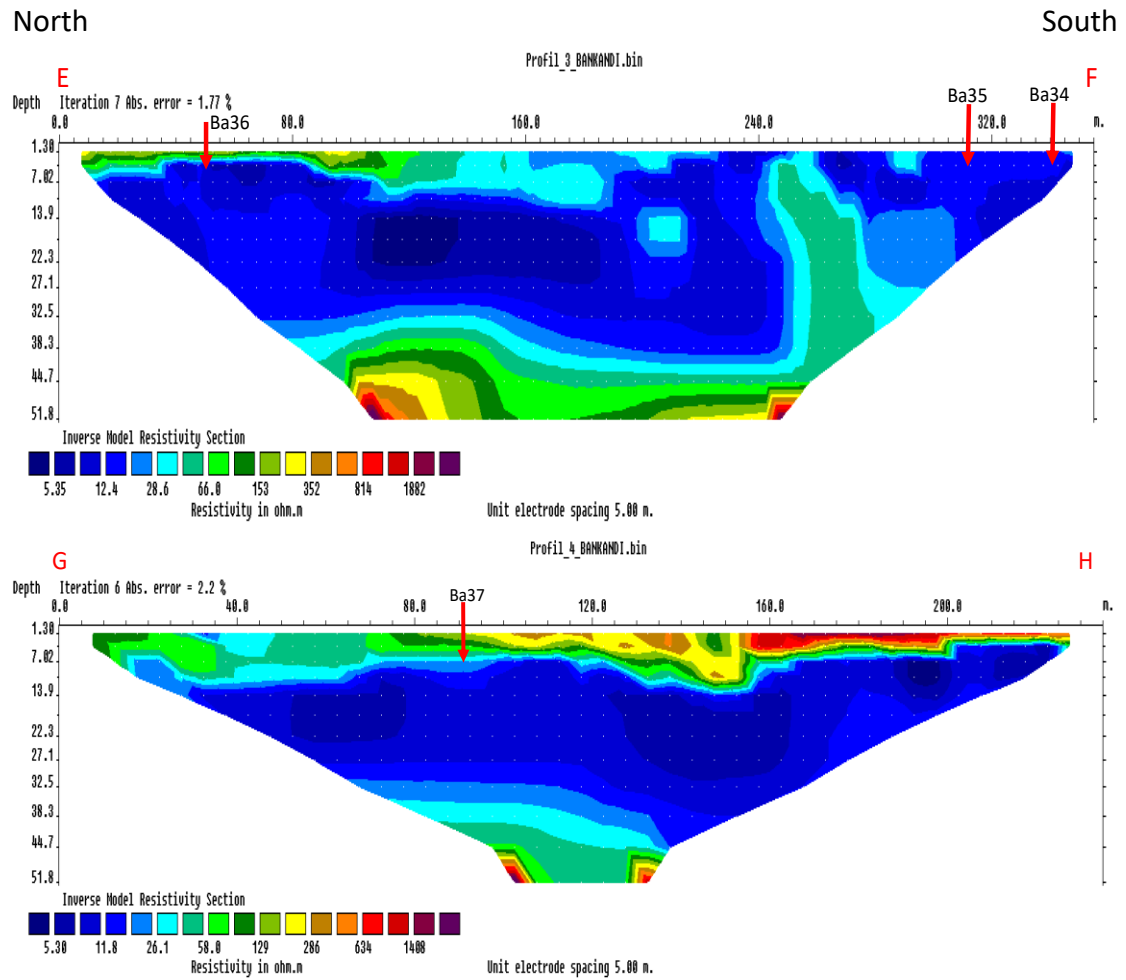 North South
Profil_3_BANKANDI.bin
E F
Depth Iteration 7 Abs. error = 1.77 %
Ba36 Ba35 Ba34
0.0 80.0 160.0 240.0 320.0 m.
1.30
7.02
13.9
22.3
27.1
32.5
38.3
44.7
51.8
Inverse Model Resistivity Section
5.35 12.4 28.6 66.0 153 352 814 1882
Resistivity in ohm.m Unit electrode spacing 5.00 m.
Profil_4_BANKANDI.bin
G H
Depth Iteration 6 Abs. error = 2.2 %
Ba37
0.0 40.0 80.0 120.0 160.0 200.0 m.
1.30
7.02
13.9
22.3
27.1
32.5
38.3
44.7
51.8
Inverse Model Resistivity Section
5.30 11.8 26.1 58.0 129 286 634 1408
Resistivity in ohm.m Unit electrode spacing 5.00 m.